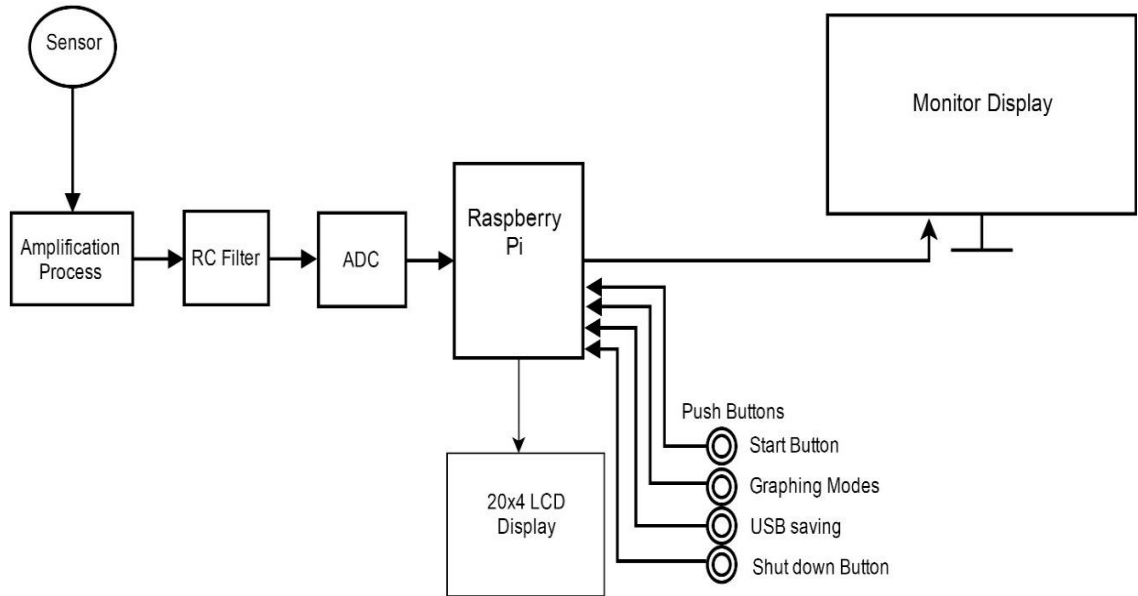 Sensor
Monitor Display
Amplification
Process
RC Filter
ADC
Raspberry
Pi
Push Buttons
Start Button
Graphing Modes
USB saving
Shut down Button
20x4 LCD
Display